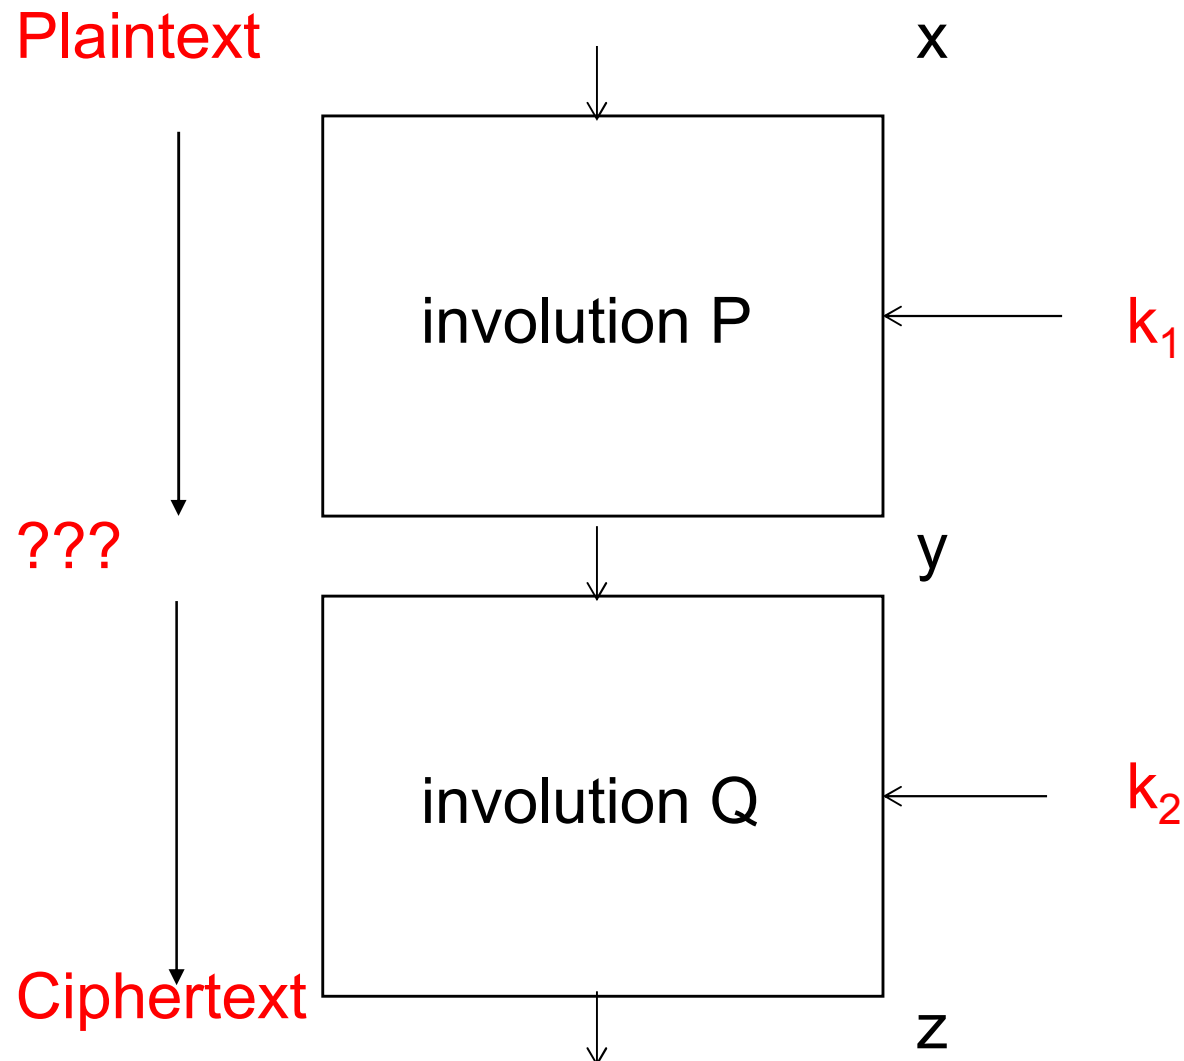 Plaintext
x
involution P
k1
???
y
involution Q
k2
Ciphertext
z